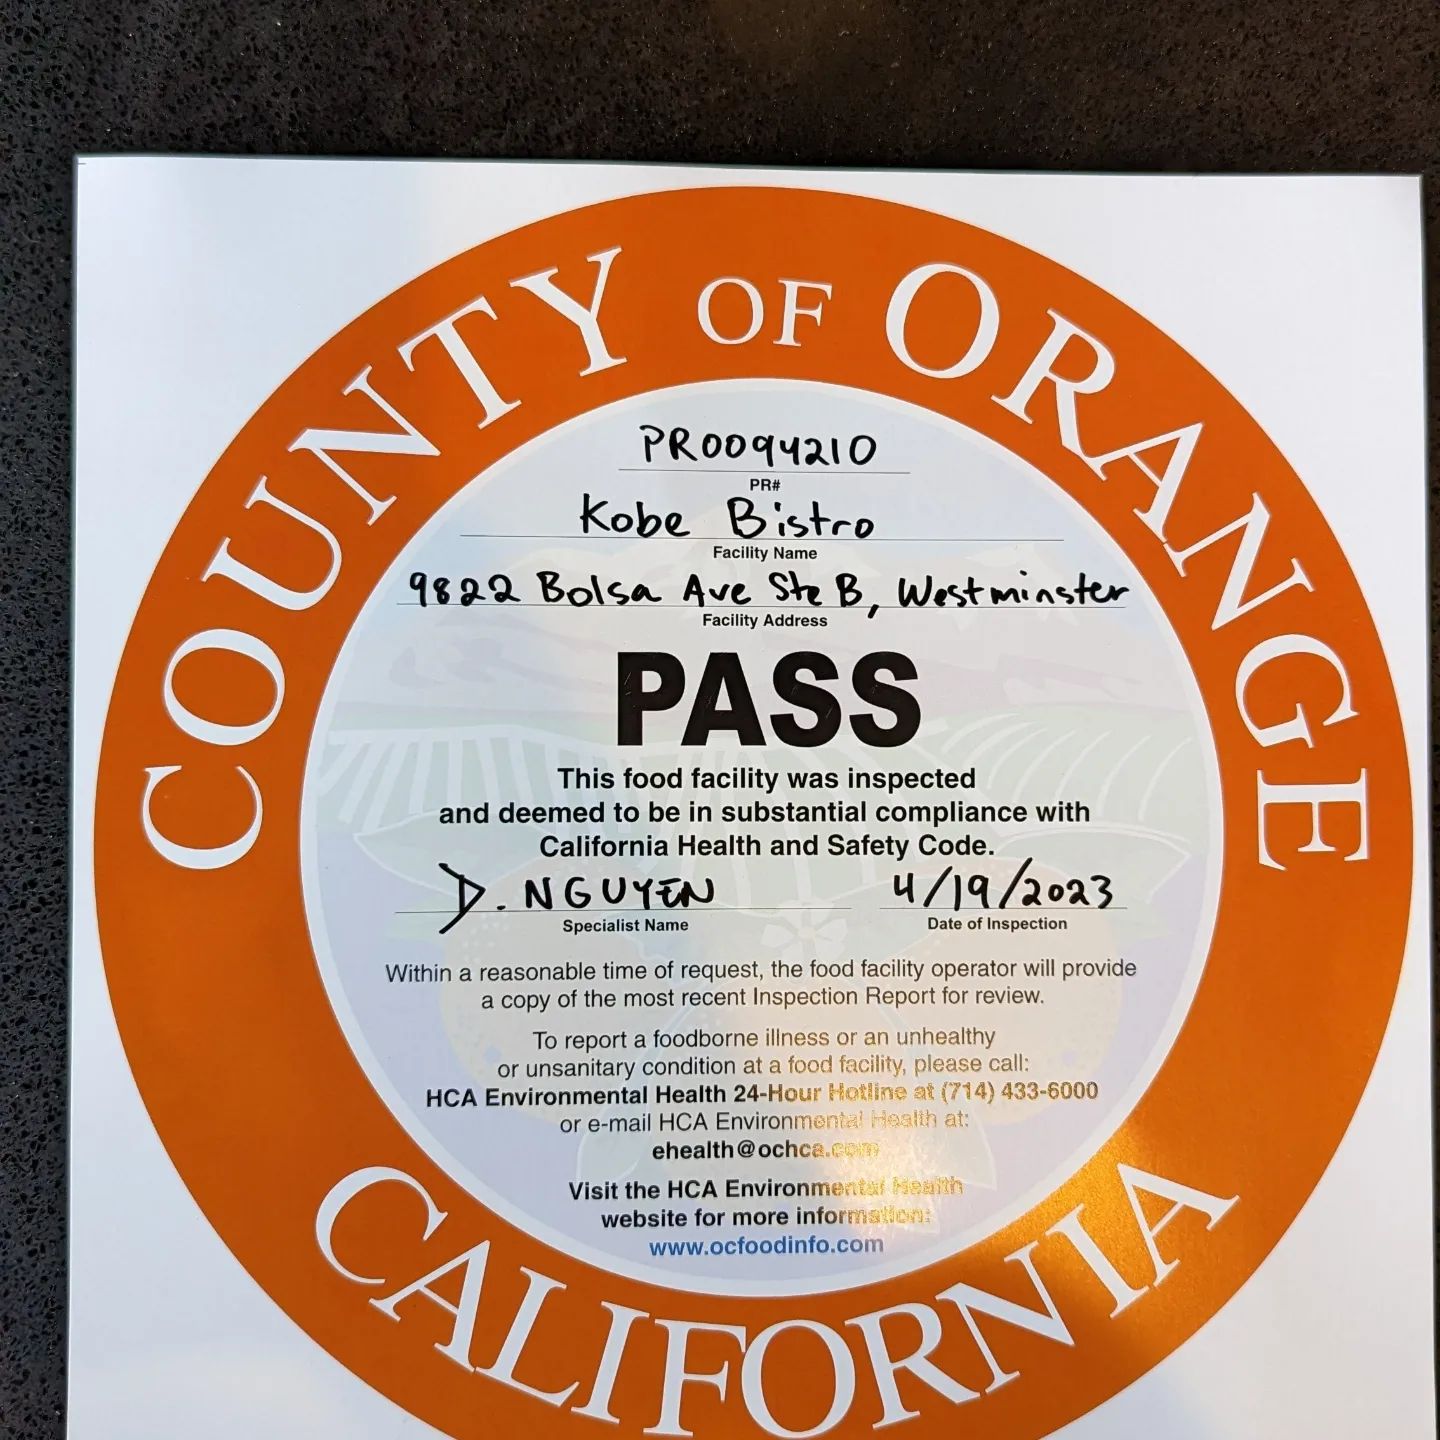 COUNTY OF ORANGE
PR0094210
PR#
Kobe Bistro
Facility Name
9822 Bolsa Ave Ste B, Westminster
Facility Address
PASS
This food facility was inspected
and deemed to be in substantial compliance with
California Health and Safety Code.
D. NGUYEN 4/19/2023
Specialist Name Date of Inspection
Within a reasonable time of request, the food facility operator will provide
a copy of the most recent Inspection Report for review.
To report a foodborne illness or an unhealthy
or unsanitary condition at a food facility, please call:
HCA Environmental Health 24-Hour Hotline at (714) 433-6000
or e-mail HCA Environmental Health at:
ehealth@ochca.com
Visit the HCA Environmental Health
website for more information:
www.ocfoodinfo.com
CALIFORNIA